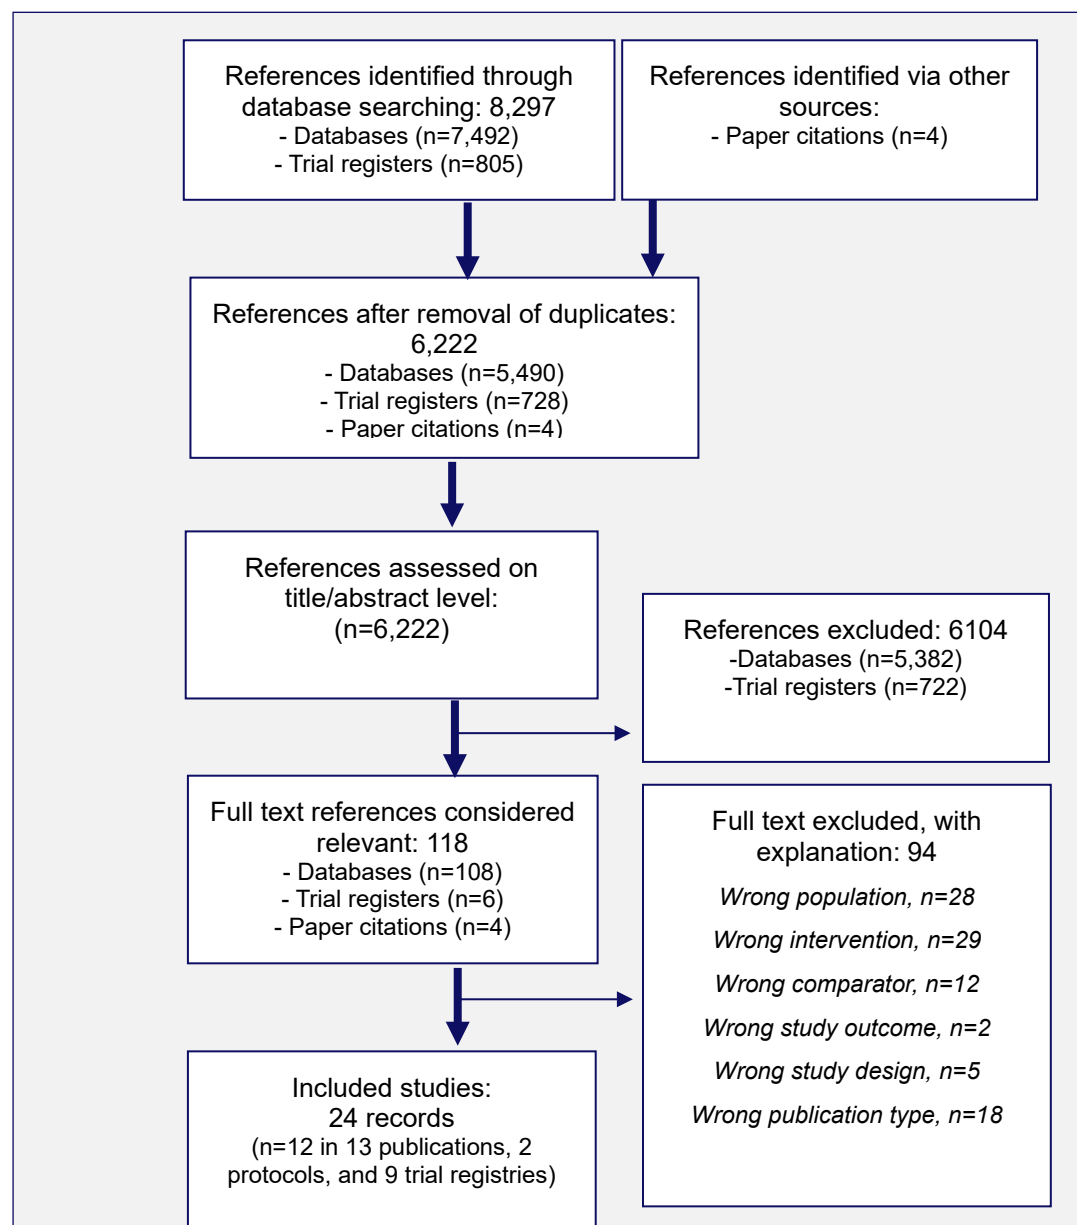 References identified through
database searching: 8,297
- Databases (n=7,492)
- Trial registers (n=805)
References identified via other
sources:
- Paper citations (n=4)
References after removal of duplicates:
6,222
- Databases (n=5,490)
- Trial registers (n=728)
- Paper citations (n=4)
References assessed on
title/abstract level:
(n=6,222)
References excluded: 6104
-Databases (n=5,382)
-Trial registers (n=722)
Full text references considered
relevant: 118
- Databases (n=108)
- Trial registers (n=6)
- Paper citations (n=4)
Full text excluded, with
explanation: 94
Wrong population, n=28
Wrong intervention, n=29
Wrong comparator, n=12
Wrong study outcome, n=2
Wrong study design, n=5
Wrong publication type, n=18
Included studies:
24 records
(n=12 in 13 publications, 2
protocols, and 9 trial registries)